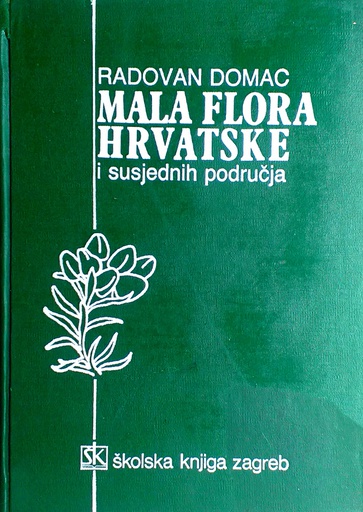 RADOVAN DOMAC
MALA FLORA
HRVATSKE
i susjednih područja
SK školska knjiga zagreb